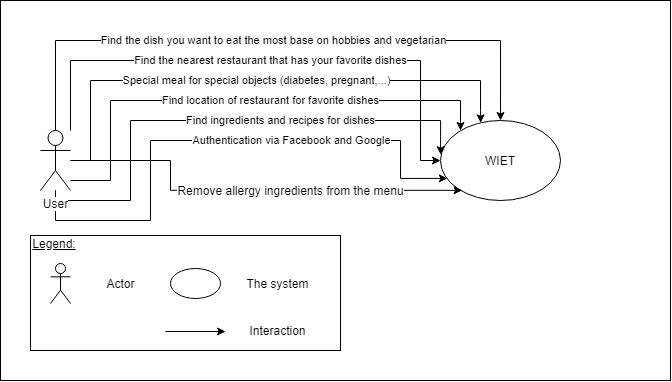 Find the dish you want to eat the most base on hobbies and vegetarian
Find the nearest restaurant that has your favorite dishes
Special meal for special objects (diabetes, pregnant,...)
Find location of restaurant for favorite dishes
Find ingredients and recipes for dishes
Authentication via Facebook and Google
WIET
Remove allergy ingredients from the menu
User
Legend:
Actor
The system
Interaction